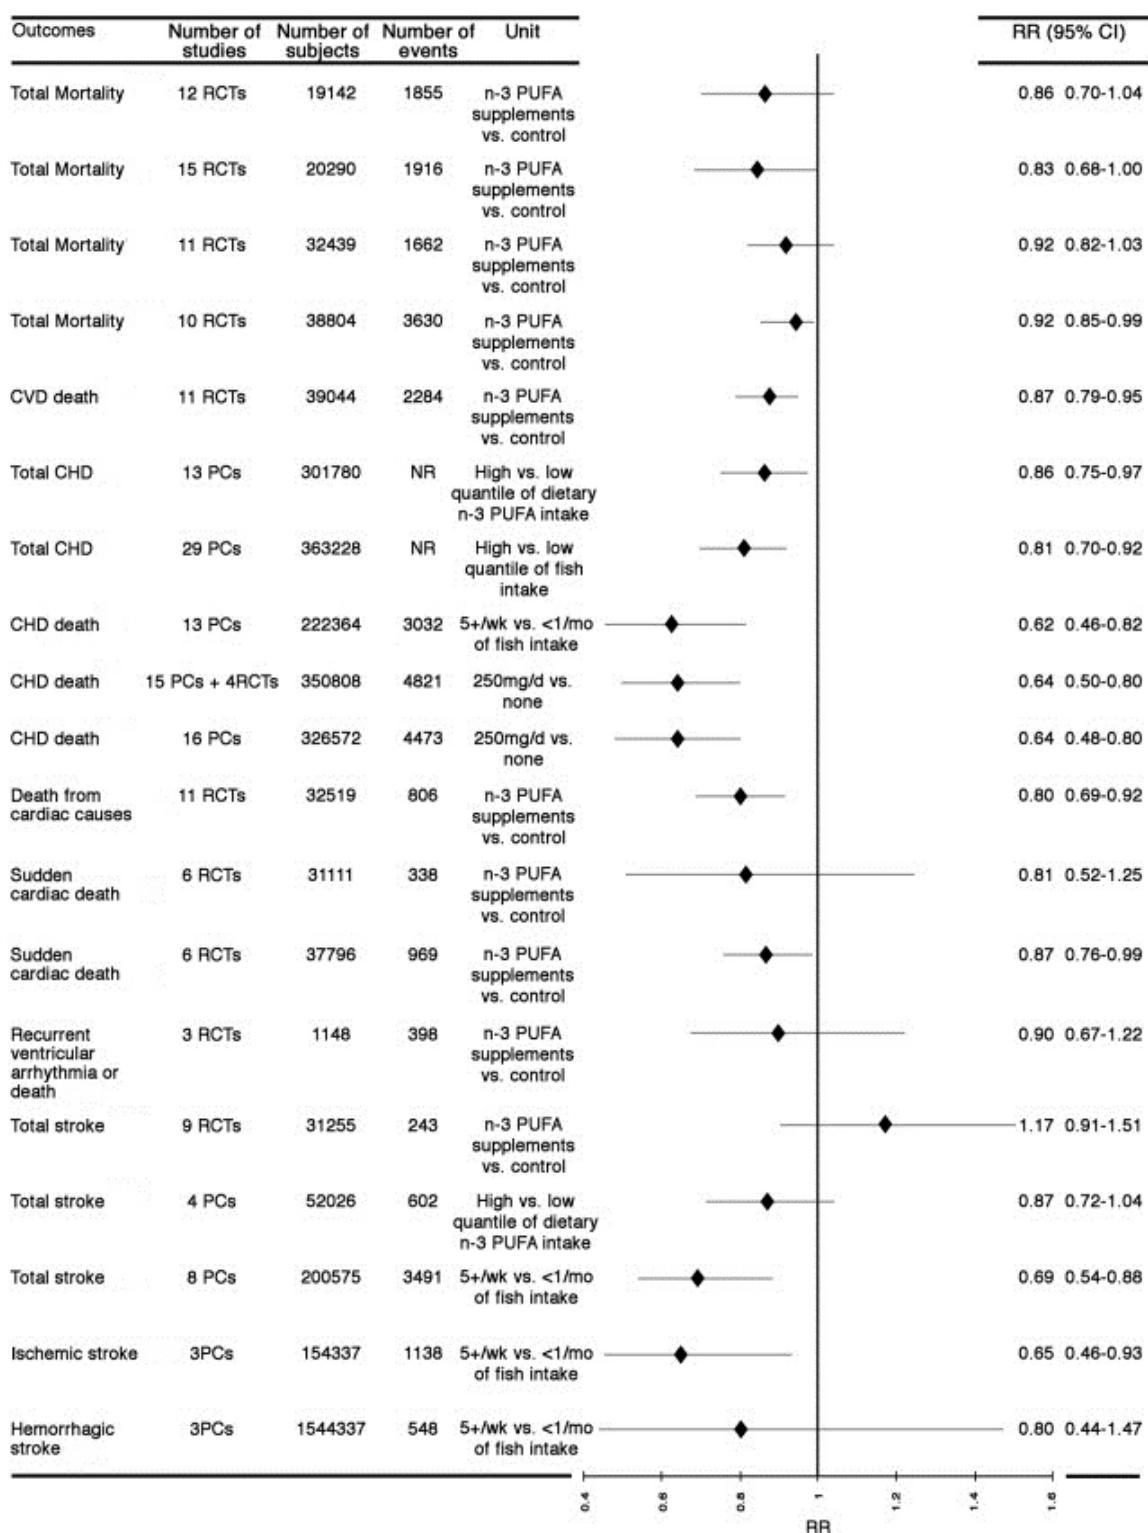 Outcomes Number of studies Number of subjects Number of events Unit RR (95% CI)
Total Mortality 12 RCTs 19142 1855 n-3 PUFA supplements vs. control 0.86 0.70-1.04
Total Mortality 15 RCTs 20290 1916 n-3 PUFA supplements vs. control 0.83 0.68-1.00
Total Mortality 11 RCTs 32439 1662 n-3 PUFA supplements vs. control 0.92 0.82-1.03
Total Mortality 10 RCTs 38804 3630 n-3 PUFA supplements vs. control 0.92 0.85-0.99
CVD death 11 RCTs 39044 2284 n-3 PUFA supplements vs. control 0.87 0.79-0.95
Total CHD 13 PCs 301780 NR High vs. low quantile of dietary n-3 PUFA intake 0.86 0.75-0.97
Total CHD 29 PCs 363228 NR High vs. low quantile of fish intake 0.81 0.70-0.92
CHD death 13 PCs 222364 3032 5+/wk vs. <1/mo of fish intake 0.62 0.46-0.82
CHD death 15 PCs + 4RCTs 350808 4821 250mg/d vs. none 0.64 0.50-0.80
CHD death 16 PCs 326572 4473 250mg/d vs. none 0.64 0.48-0.80
Death from cardiac causes 11 RCTs 32519 806 n-3 PUFA supplements vs. control 0.80 0.69-0.92
Sudden cardiac death 6 RCTs 31111 338 n-3 PUFA supplements vs. control 0.81 0.52-1.25
Sudden cardiac death 6 RCTs 37796 969 n-3 PUFA supplements vs. control 0.87 0.76-0.99
Recurrent ventricular arrhythmia or death 3 RCTs 1148 398 n-3 PUFA supplements vs. control 0.90 0.67-1.22
Total stroke 9 RCTs 31255 243 n-3 PUFA supplements vs. control 1.17 0.91-1.51
Total stroke 4 PCs 52026 602 High vs. low quantile of dietary n-3 PUFA intake 0.87 0.72-1.04
Total stroke 8 PCs 200575 3491 5+/wk vs. <1/mo of fish intake 0.69 0.54-0.88
Ischemic stroke 3PCs 154337 1138 5+/wk vs. <1/mo of fish intake 0.65 0.46-0.93
Hemorrhagic stroke 3PCs 1544337 548 5+/wk vs. <1/mo of fish intake 0.80 0.44-1.47
0.4 0.6 0.8 1 1.2 1.4 1.6
RR